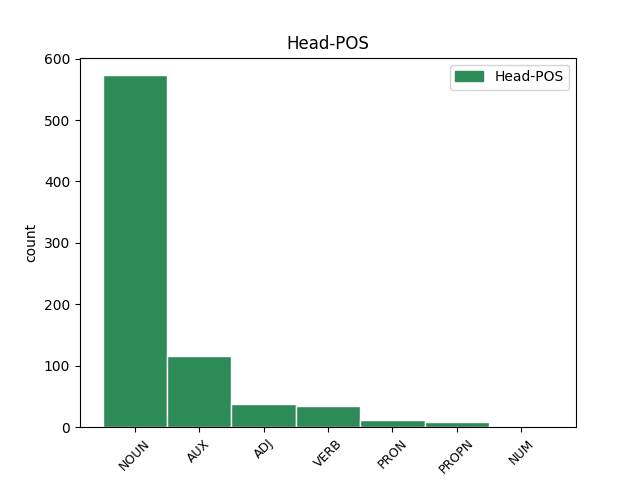 Head-POS
Head-POS
600
500
400
300
200
100
0
count
NOUN
AUX
ADJ
VERB
PRON
PROPN
NUM